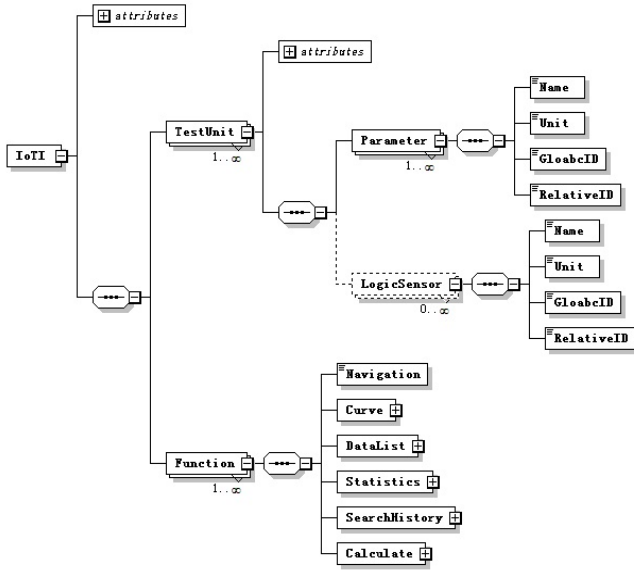 attributes
attributes
Name
TestUnit
Parameter
Unit
1..∞
1..∞
GloabcID
IoTI
RelativeID
Name
LogicSensor
Unit
0..∞
GloabcID
RelativeID
Navigation
Curve
DataList
Function
Statistics
1..∞
SearchHistory
Calculate